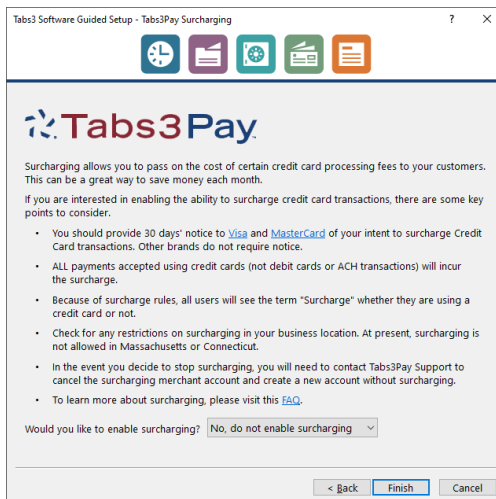 Tabs3 Software Guided Setup - Tabs3Pay Surcharging ? ×
Tabs3Pay
Surcharging allows you to pass on the cost of certain credit card processing fees to your customers.
This can be a great way to save money each month.
If you are interested in enabling the ability to surcharge credit card transactions, there are some key
points to consider.
• You should provide 30 days' notice to Visa and MasterCard of your intent to surcharge Credit
Card transactions. Other brands do not require notice.
• ALL payments accepted using credit cards (not debit cards or ACH transactions) will incur
the surcharge.
• Because of surcharge rules, all users will see the term "Surcharge" whether they are using a
credit card or not.
• Check for any restrictions on surcharging in your business location. At present, surcharging is
not allowed in Massachusetts or Connecticut.
• In the event you decide to stop surcharging, you will need to contact Tabs3Pay Support to
cancel the surcharging merchant account and create a new account without surcharging.
• To learn more about surcharging, please visit this FAQ.
Would you like to enable surcharging? No, do not enable surcharging
< Back Finish Cancel